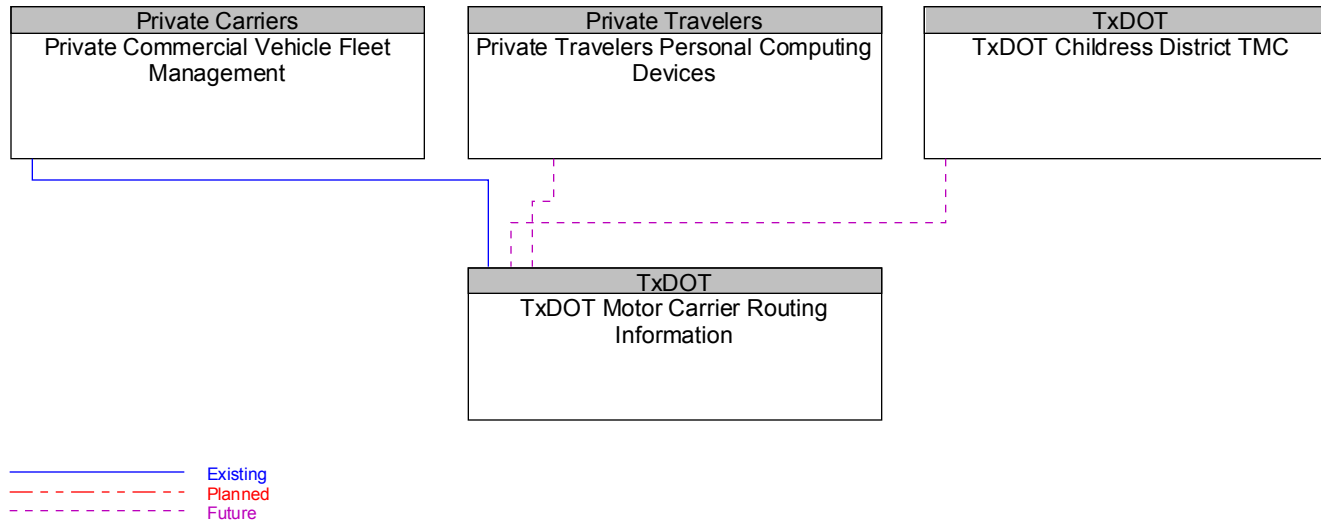 Private Carriers
Private Commercial Vehicle Fleet
Management
Private Travelers
Private Travelers Personal Computing
Devices
TxDOT
TxDOT Childress District TMC
TxDOT
TxDOT Motor Carrier Routing
Information
Existing
Planned
Future